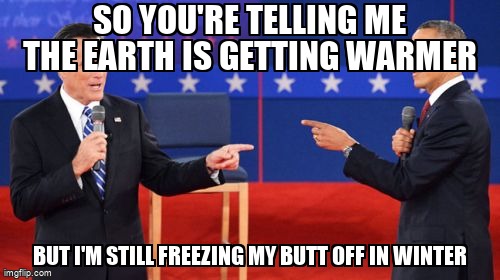 SO YOU'RE TELLING ME
THE EARTH IS GETTING WARMER
BUT I'M STILL FREEZING MY BUTT OFF IN WINTER
imgflip.com